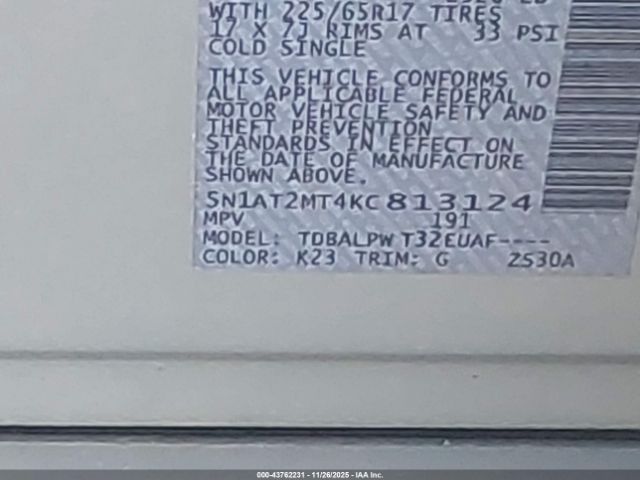 WITH 225/65R17 TIRES
17 X 7J RIMS AT 33 PSI
COLD SINGLE
THIS VEHICLE CONFORMS TO
ALL APPLICABLE FEDERAL
MOTOR VEHICLE SAFETY AND
THEFT PREVENTION
STANDARDS IN EFFECT ON
THE DATE OF MANUFACTURE
SHOWN ABOVE.
5N1AT2MT4KC813124
MPV 191
MODEL: TDBALPW T32EUAF----
COLOR: K23 TRIM: G 2530A
000-43762231 - 11/26/2025 - IAA Inc.